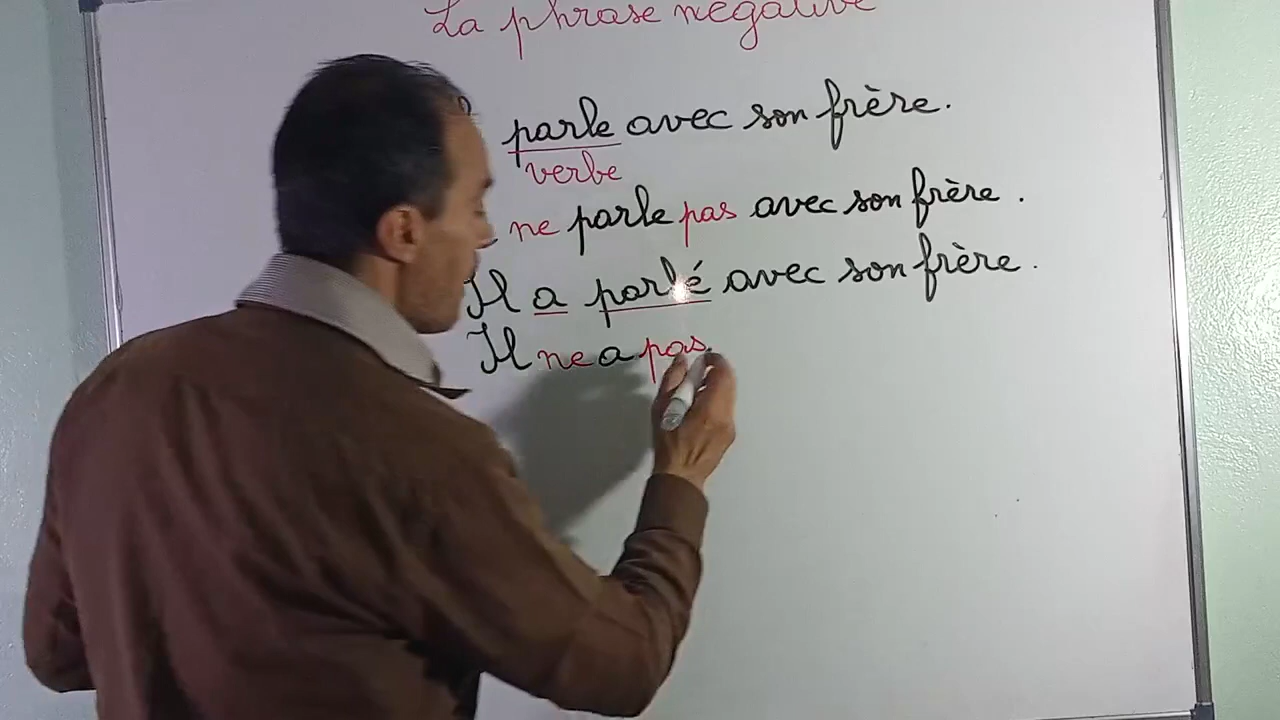 La phrase négative
parle avec son frère.
verbe
ne parle pas avec son frère.
Il a parlé avec son frère.
Il ne a pas